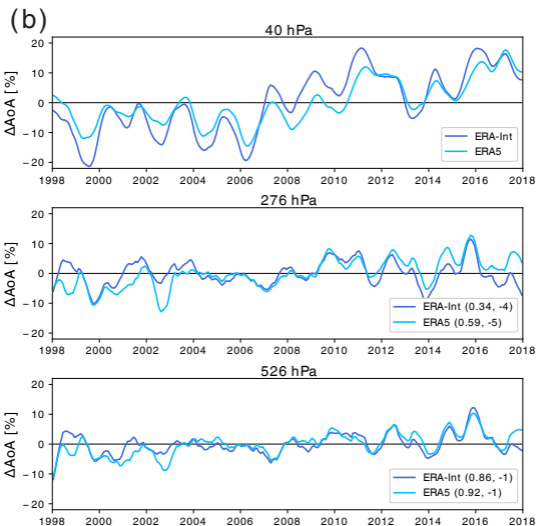 (b)
40 hPa
ΔAoA [%]
20
10
0
−10
−20
ERA-Int
ERA5
1998 2000 2002 2004 2006 2008 2010 2012 2014 2016 2018
276 hPa
ΔAoA [%]
20
10
0
−10
−20
ERA-Int (0.34, -4)
ERA5 (0.59, -5)
1998 2000 2002 2004 2006 2008 2010 2012 2014 2016 2018
526 hPa
ΔAoA [%]
20
10
0
−10
−20
ERA-Int (0.86, -1)
ERA5 (0.92, -1)
1998 2000 2002 2004 2006 2008 2010 2012 2014 2016 2018